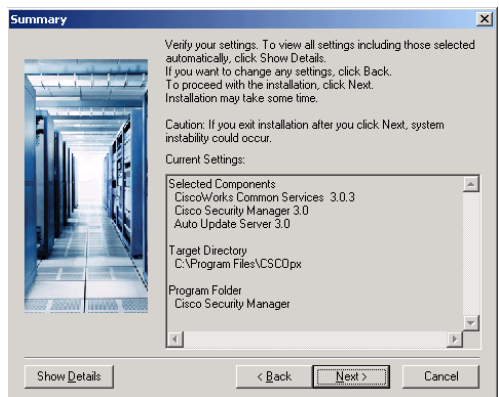 Summary
Verify your settings. To view all settings including those selected
automatically, click Show Details.
If you want to change any settings, click Back.
To proceed with the installation, click Next.
Installation may take some time.
Caution: If you exit installation after you click Next, system
instability could occur.
Current Settings:
Selected Components
CiscoWorks Common Services 3.0.3
Cisco Security Manager 3.0
Auto Update Server 3.0
Target Directory
C:\Program Files\CSCOpx
Program Folder
Cisco Security Manager
Show Details
< Back
Next >
Cancel